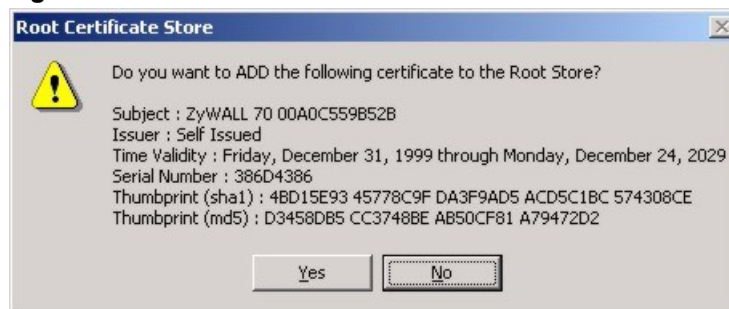 Root Certificate Store
Do you want to ADD the following certificate to the Root Store?
Subject : ZyWALL 70 00A0C559B52B
Issuer : Self Issued
Time Validity : Friday, December 31, 1999 through Monday, December 24, 2029
Serial Number : 386D4386
Thumbprint (sha1) : 4BD15E93 45778C9F DA3F9AD5 ACD5C1BC 574308CE
Thumbprint (md5) : D3458DB5 CC3748BE AB50CF81 A79472D2
Yes No